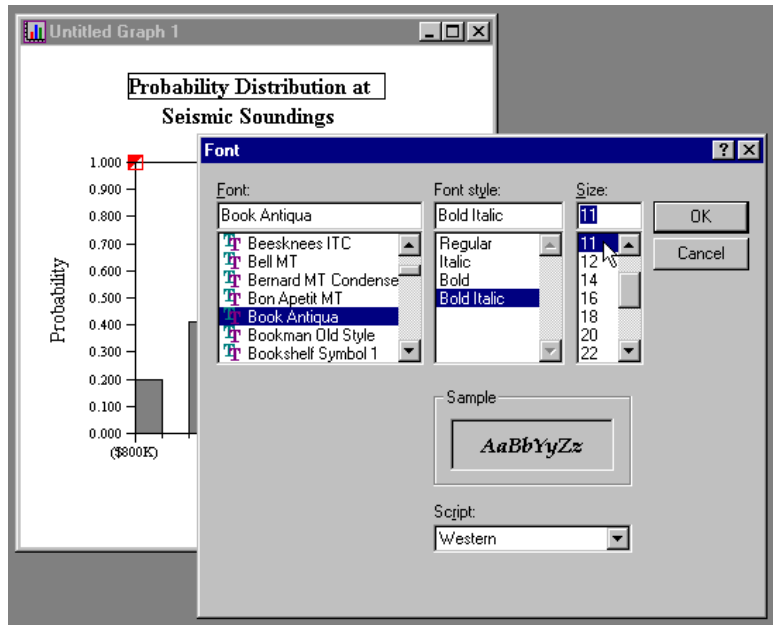 Untitled Graph 1
Probability Distribution at
Seismic Soundings
Probability
1.000
0.900
0.800
0.700
0.600
0.500
0.400
0.300
0.200
0.100
0.000
($800K)
Font
Font:
Book Antiqua
Beesknees ITC
Bell MT
Bernard MT Condense
Bon Apetit MT
Book Antiqua
Bookman Old Style
Bookshelf Symbol 1
Font style:
Bold Italic
Regular
Italic
Bold
Bold Italic
Size:
11
11
12
14
16
18
20
22
OK
Cancel
Sample
AaBbYyZz
Script:
Western